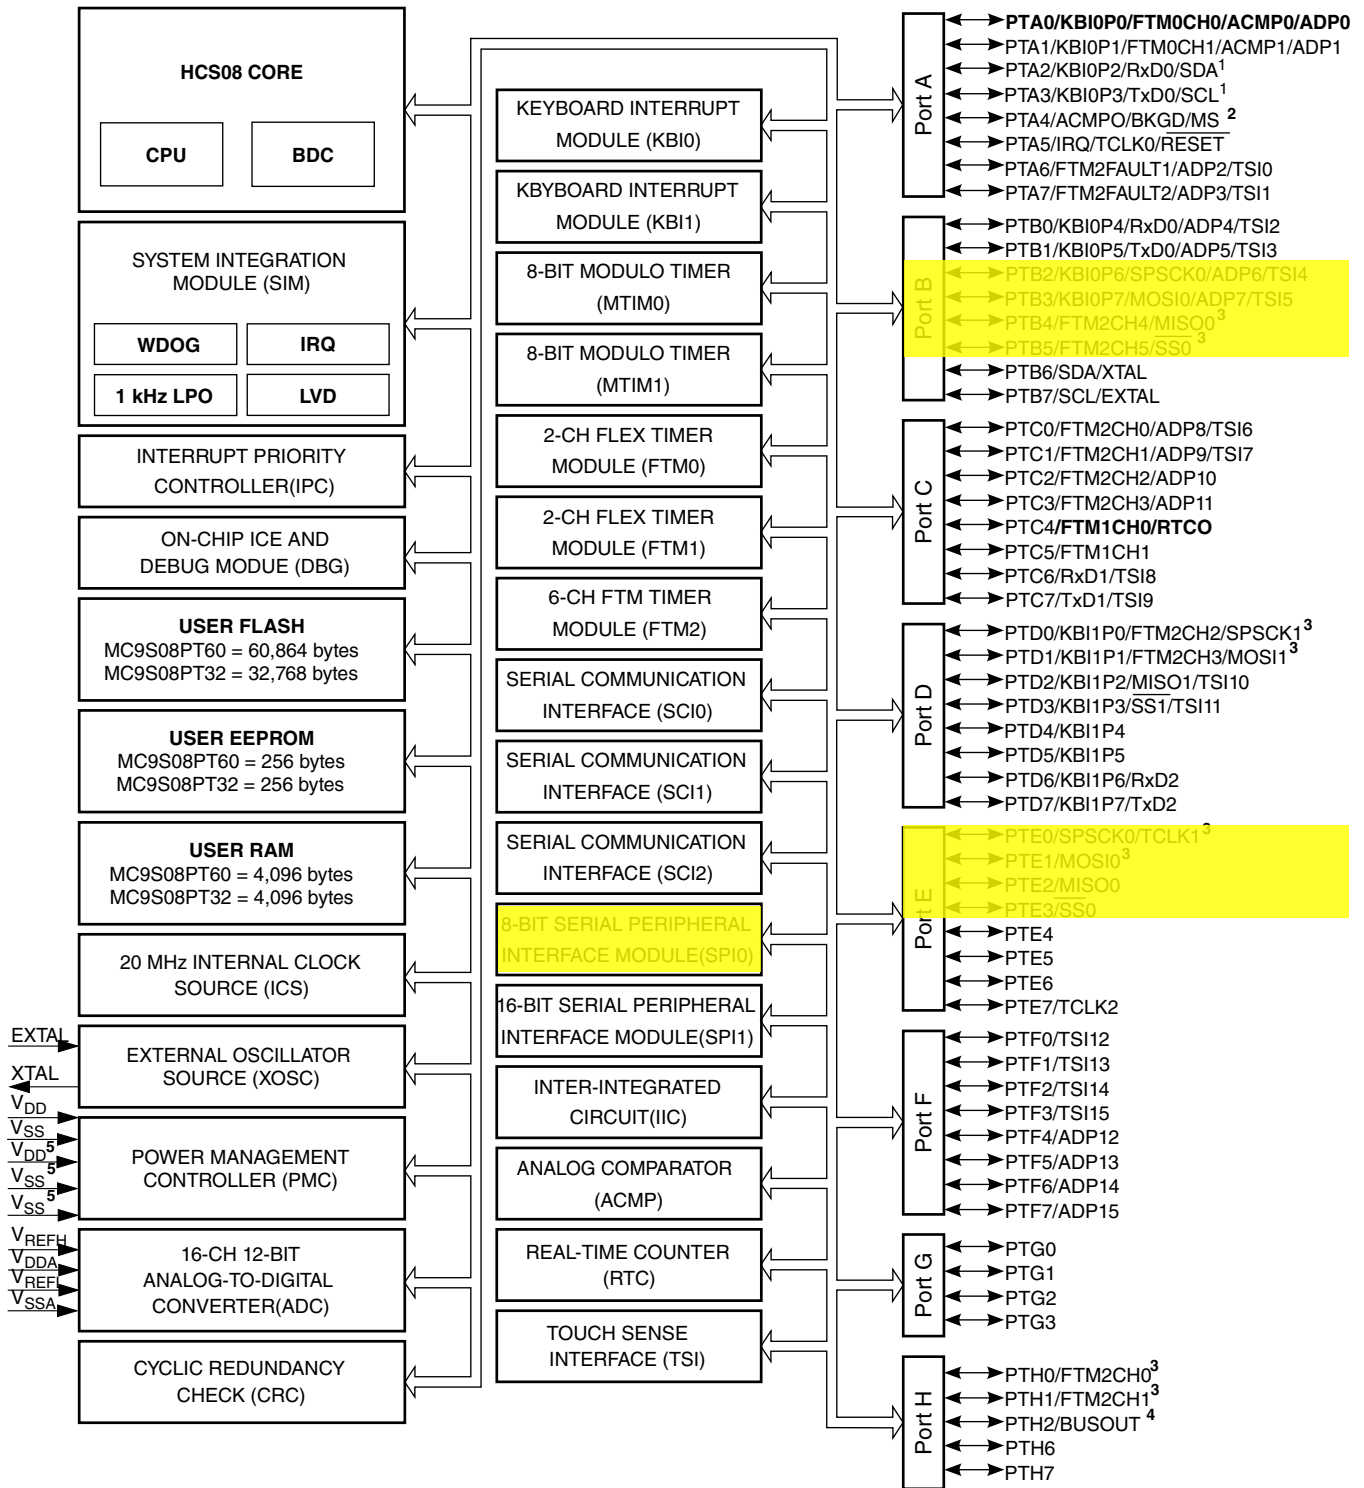 HCS08 CORE
CPU
BDC
SYSTEM INTEGRATION
MODULE (SIM)
WDOG
IRQ
1 kHz LPO
LVD
INTERRUPT PRIORITY
CONTROLLER(IPC)
ON-CHIP ICE AND
DEBUG MODUE (DBG)
USER FLASH
MC9S08PT60 = 60,864 bytes
MC9S08PT32 = 32,768 bytes
USER EEPROM
MC9S08PT60 = 256 bytes
MC9S08PT32 = 256 bytes
USER RAM
MC9S08PT60 = 4,096 bytes
MC9S08PT32 = 4,096 bytes
20 MHz INTERNAL CLOCK
SOURCE (ICS)
EXTAL
XTAL
EXTERNAL OSCILLATOR
SOURCE (XOSC)
VDD
VSS
VDD5
VSS5
VSS5
POWER MANAGEMENT
CONTROLLER (PMC)
VREFH
VDDA
VREFL
VSSA
16-CH 12-BIT
ANALOG-TO-DIGITAL
CONVERTER(ADC)
CYCLIC REDUNDANCY
CHECK (CRC)
KEYBOARD INTERRUPT
MODULE (KBI0)
KBYBOARD INTERRUPT
MODULE (KBI1)
8-BIT MODULO TIMER
(MTIM0)
8-BIT MODULO TIMER
(MTIM1)
2-CH FLEX TIMER
MODULE (FTM0)
2-CH FLEX TIMER
MODULE (FTM1)
6-CH FTM TIMER
MODULE (FTM2)
SERIAL COMMUNICATION
INTERFACE (SCI0)
SERIAL COMMUNICATION
INTERFACE (SCI1)
SERIAL COMMUNICATION
INTERFACE (SCI2)
8-BIT SERIAL PERIPHERAL
INTERFACE MODULE(SPI0)
16-BIT SERIAL PERIPHERAL
INTERFACE MODULE(SPI1)
INTER-INTEGRATED
CIRCUIT(IIC)
ANALOG COMPARATOR
(ACMP)
REAL-TIME COUNTER
(RTC)
TOUCH SENSE
INTERFACE (TSI)
Port A
PTA0/KBI0P0/FTM0CH0/ACMP0/ADP0
PTA1/KBI0P1/FTM0CH1/ACMP1/ADP1
PTA2/KBI0P2/RxD0/SDA1
PTA3/KBI0P3/TxD0/SCL1
PTA4/ACMPO/BKGD/MS 2
PTA5/IRQ/TCLK0/RESET
PTA6/FTM2FAULT1/ADP2/TSI0
PTA7/FTM2FAULT2/ADP3/TSI1
Port B
PTB0/KBI0P4/RxD0/ADP4/TSI2
PTB1/KBI0P5/TxD0/ADP5/TSI3
PTB2/KBI0P6/SPSCK0/ADP6/TSI4
PTB3/KBI0P7/MOSI0/ADP7/TSI5
PTB4/FTM2CH4/MISO03
PTB5/FTM2CH5/SS0 3
PTB6/SDA/XTAL
PTB7/SCL/EXTAL
Port C
PTC0/FTM2CH0/ADP8/TSI6
PTC1/FTM2CH1/ADP9/TSI7
PTC2/FTM2CH2/ADP10
PTC3/FTM2CH3/ADP11
PTC4/FTM1CH0/RTCO
PTC5/FTM1CH1
PTC6/RxD1/TSI8
PTC7/TxD1/TSI9
Port D
PTD0/KBI1P0/FTM2CH2/SPSCK13
PTD1/KBI1P1/FTM2CH3/MOSI13
PTD2/KBI1P2/MISO1/TSI10
PTD3/KBI1P3/SS1/TSI11
PTD4/KBI1P4
PTD5/KBI1P5
PTD6/KBI1P6/RxD2
PTD7/KBI1P7/TxD2
Port E
PTE0/SPSCK0/TCLK13
PTE1/MOSI03
PTE2/MISO0
PTE3/SS0
PTE4
PTE5
PTE6
PTE7/TCLK2
Port F
PTF0/TSI12
PTF1/TSI13
PTF2/TSI14
PTF3/TSI15
PTF4/ADP12
PTF5/ADP13
PTF6/ADP14
PTF7/ADP15
Port G
PTG0
PTG1
PTG2
PTG3
Port H
PTH0/FTM2CH03
PTH1/FTM2CH13
PTH2/BUSOUT 4
PTH6
PTH7